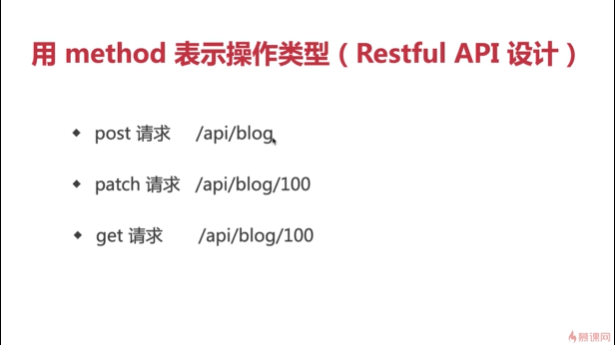 用 method 表示操作类型（Restful API 设计）
◆ post 请求 /api/blog
◆ patch 请求 /api/blog/100
◆ get 请求 /api/blog/100
慕课网